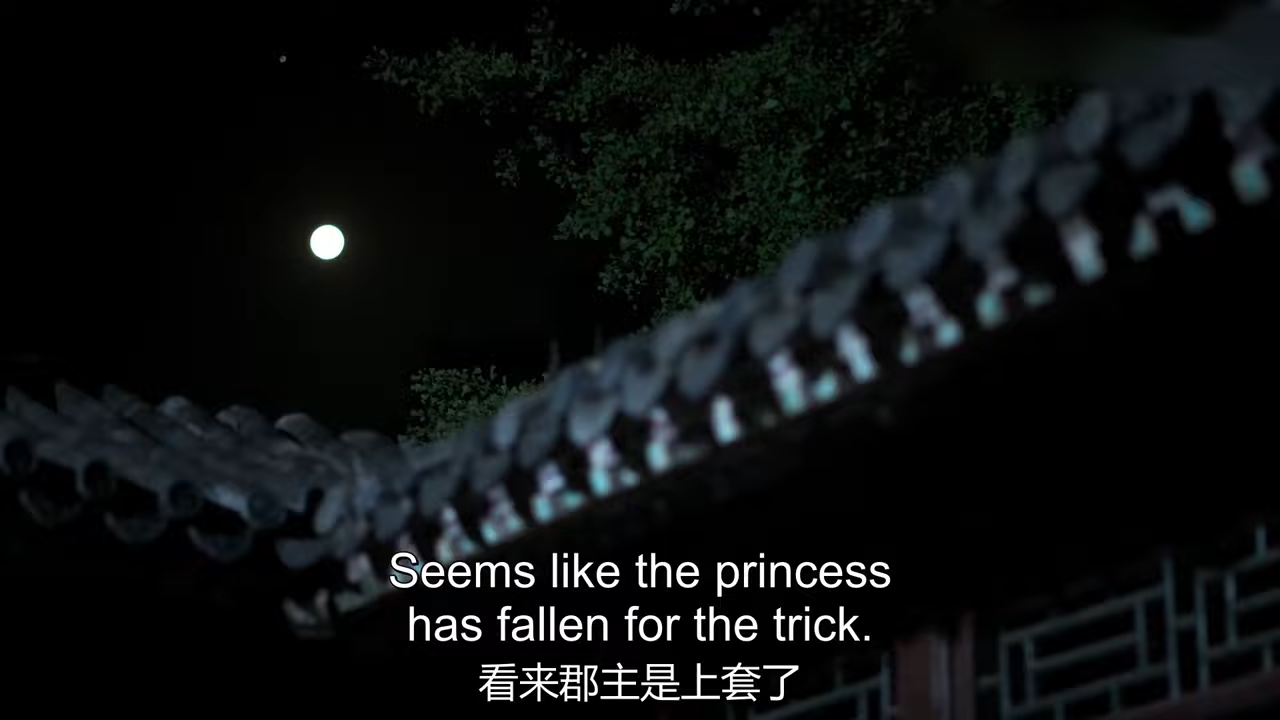 Seems like the princess
has fallen for the trick.
看来郡主是上套了